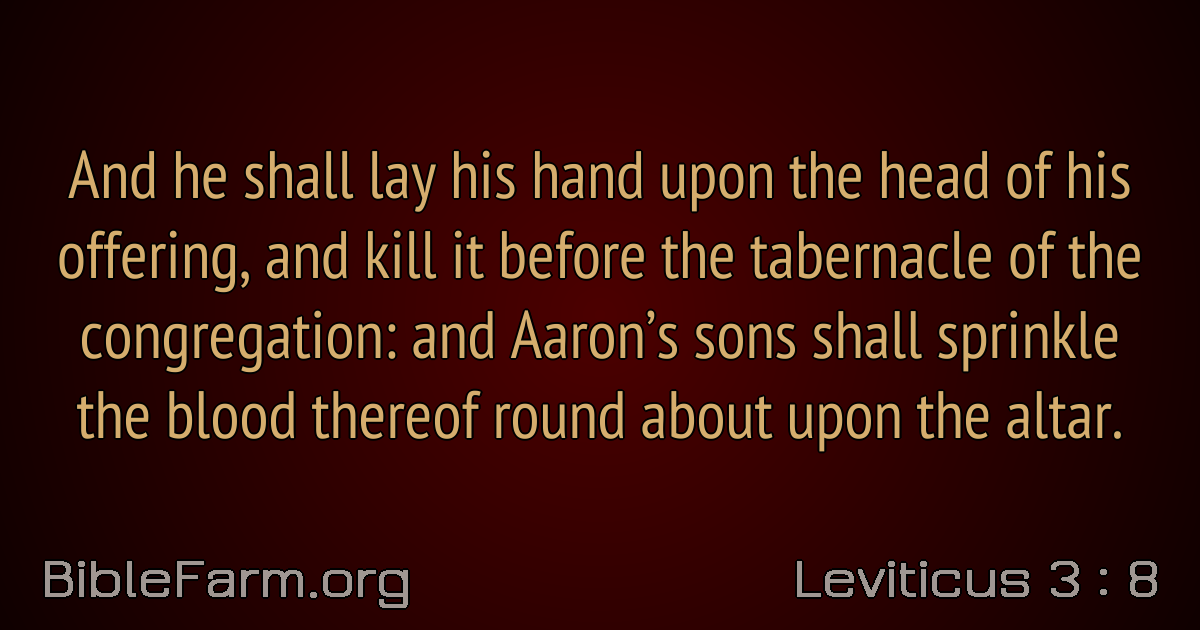 And he shall lay his hand upon the head of his
offering, and kill it before the tabernacle of the
congregation: and Aaron’s sons shall sprinkle
the blood thereof round about upon the altar.
BibleFarm.org
Leviticus 3 : 8